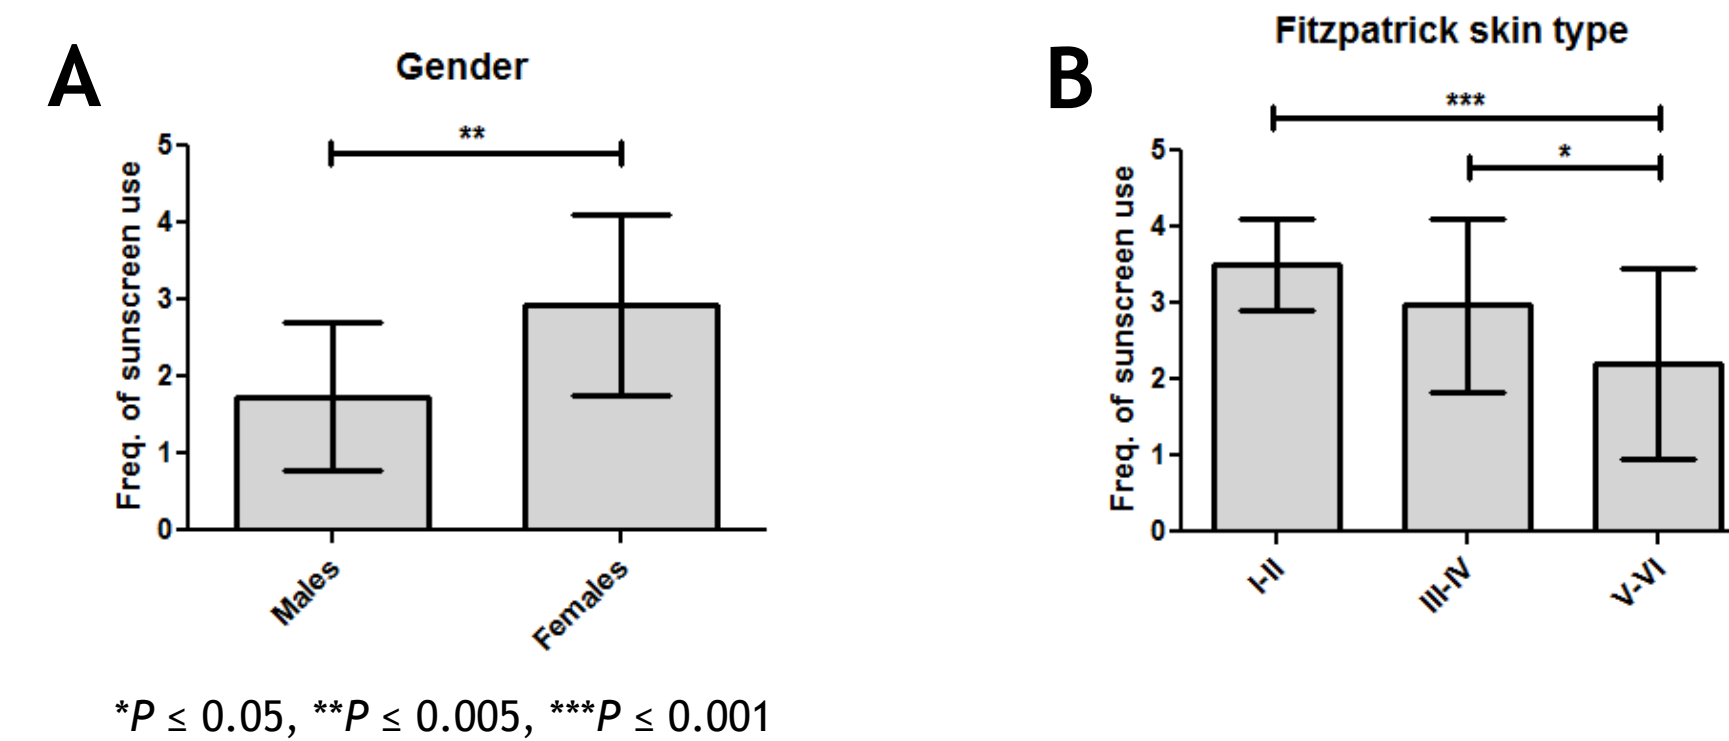 A
Gender
**
Freq. of sunscreen use
5
4
3
2
1
0
Males
Females
*P ≤ 0.05, **P ≤ 0.005, ***P ≤ 0.001
B
Fitzpatrick skin type
***
*
Freq. of sunscreen use
5
4
3
2
1
0
I-II
III-IV
V-VI